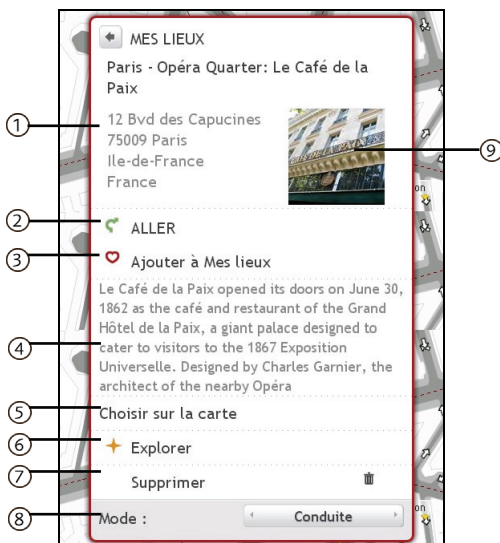 MES LIEUX
Paris - Opéra Quarter: Le Café de la
Paix
1
12 Bvd des Capucines
75009 Paris
Ile-de-France
France
9
2
ALLER
3
Ajouter à Mes lieux
Le Café de la Paix opened its doors on June 30,
1862 as the café and restaurant of the Grand
Hôtel de la Paix, a giant palace designed to
4
cater to visitors to the 1867 Exposition
Universelle. Designed by Charles Garnier, the
architect of the nearby Opéra
5
Choisir sur la carte
6
Explorer
7
Supprimer
8
Mode :
Conduite
on
on